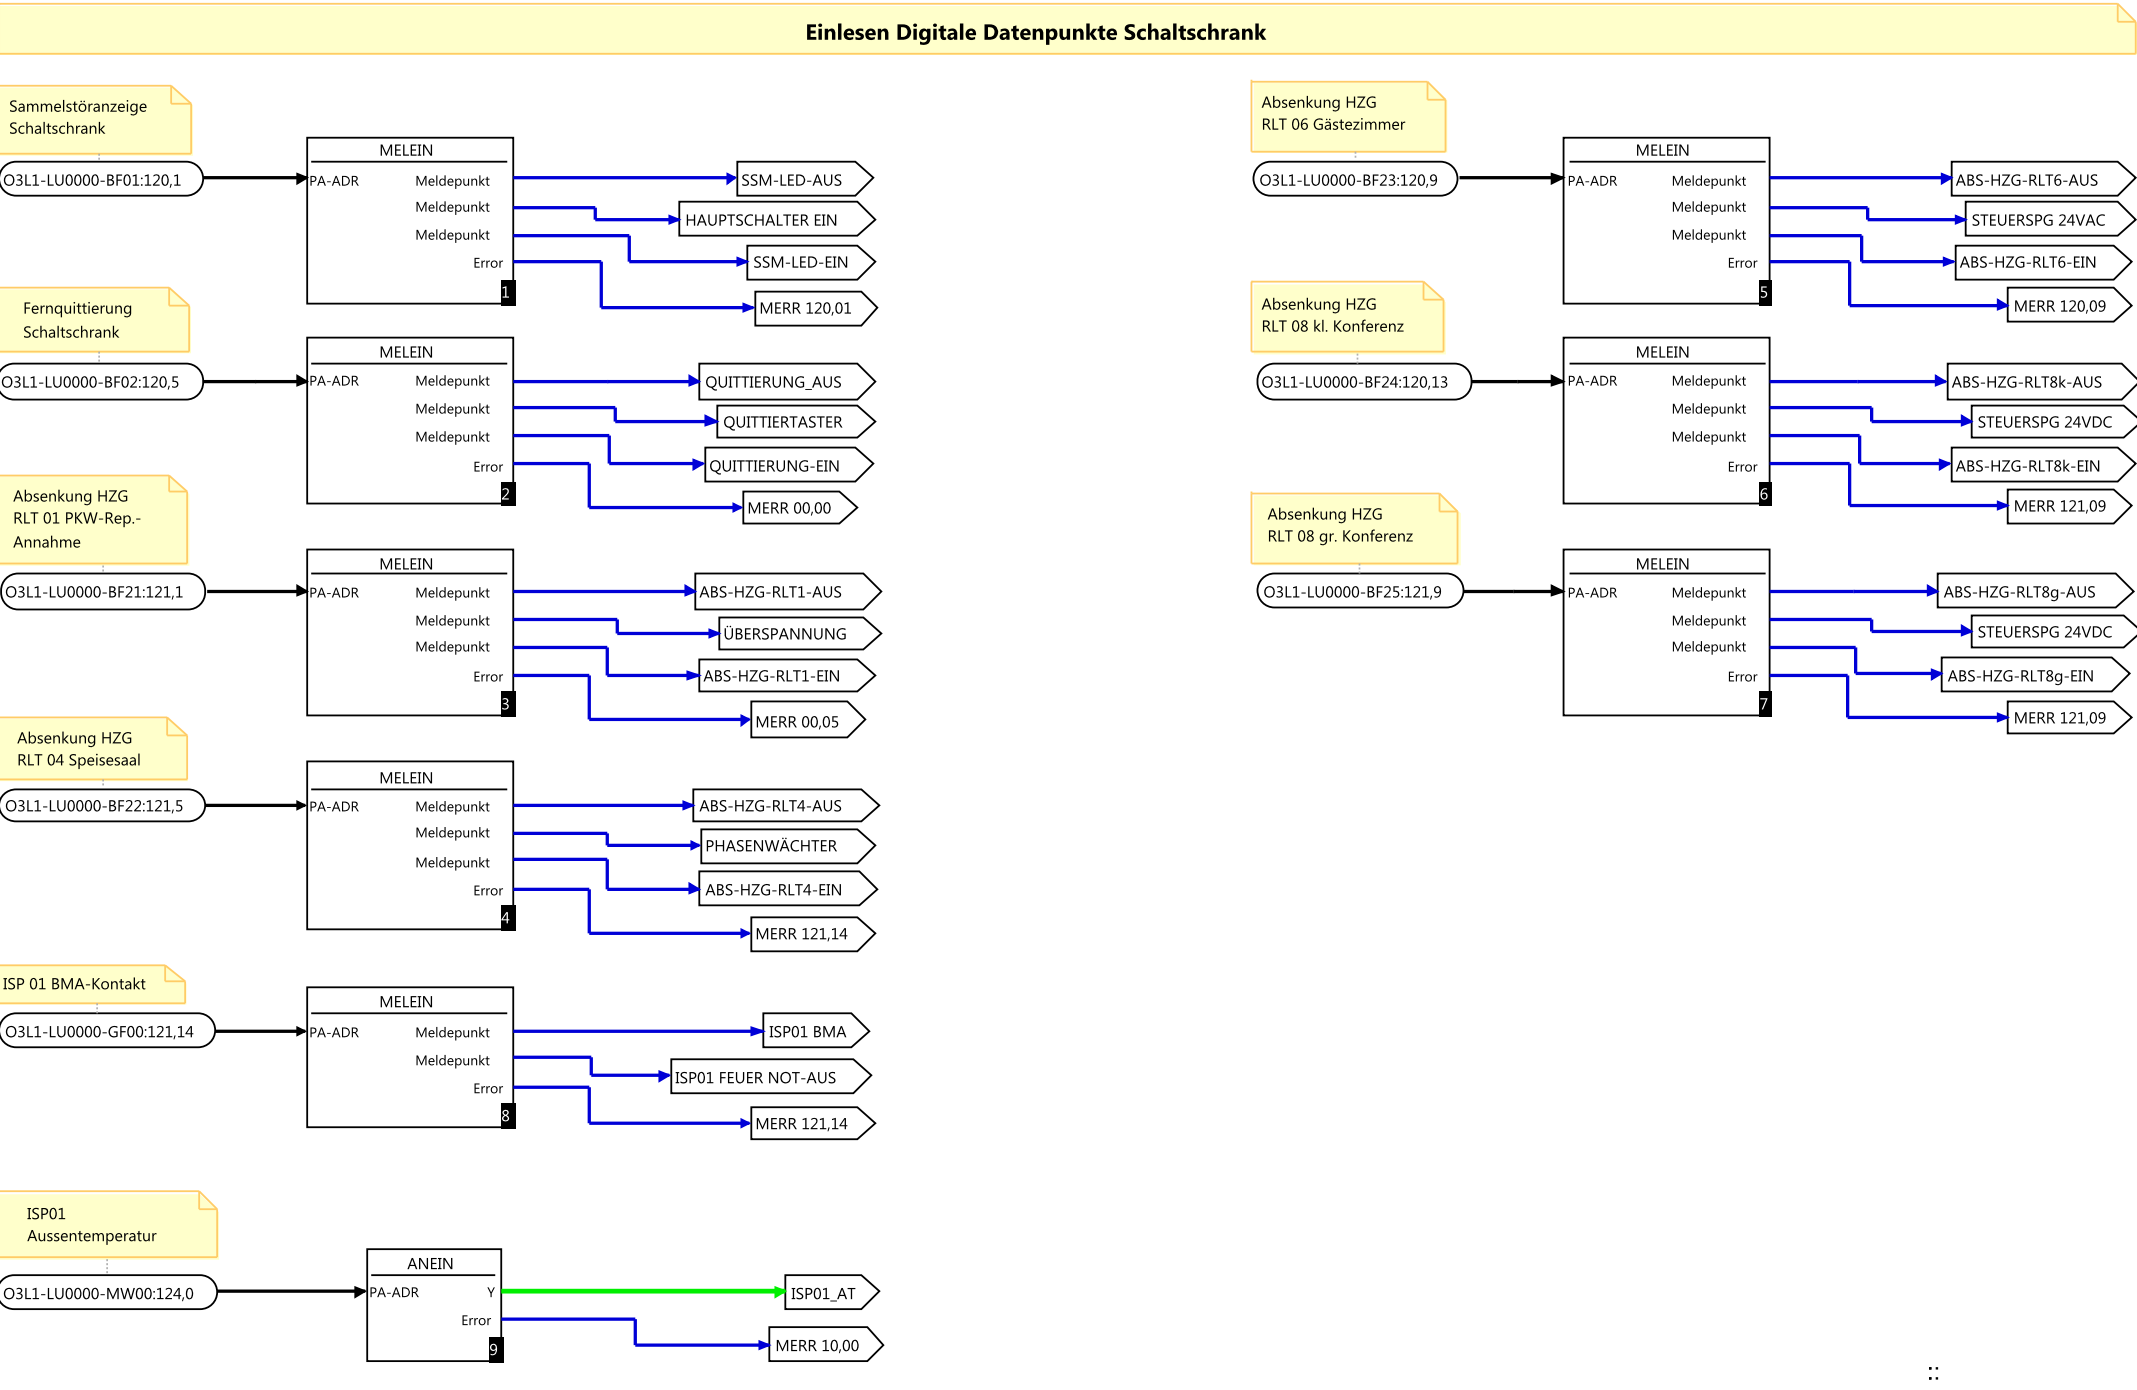 Einlesen Digitale Datenpunkte Schaltschrank
Sammelstöranzeige
Schaltschrank
O3L1-LU0000-BF01:120,1
MELEIN
PA-ADR
Meldepunkt
Meldepunkt
Meldepunkt
Error
1
SSM-LED-AUS
HAUPTSCHALTER EIN
SSM-LED-EIN
MERR 120,01
Fernquittierung
Schaltschrank
O3L1-LU0000-BF02:120,5
MELEIN
PA-ADR
Meldepunkt
Meldepunkt
Meldepunkt
Error
2
QUITTIERUNG_AUS
QUITTIERTASTER
QUITTIERUNG-EIN
MERR 00,00
Absenkung HZG
RLT 01 PKW-Rep.-
Annahme
O3L1-LU0000-BF21:121,1
MELEIN
PA-ADR
Meldepunkt
Meldepunkt
Meldepunkt
Error
3
ABS-HZG-RLT1-AUS
ÜBERSPANNUNG
ABS-HZG-RLT1-EIN
MERR 00,05
Absenkung HZG
RLT 04 Speisesaal
O3L1-LU0000-BF22:121,5
MELEIN
PA-ADR
Meldepunkt
Meldepunkt
Meldepunkt
Error
4
ABS-HZG-RLT4-AUS
PHASENWÄCHTER
ABS-HZG-RLT4-EIN
MERR 121,14
ISP 01 BMA-Kontakt
O3L1-LU0000-GF00:121,14
MELEIN
PA-ADR
Meldepunkt
Meldepunkt
Error
8
ISP01 BMA
ISP01 FEUER NOT-AUS
MERR 121,14
ISP01
Aussentemperatur
O3L1-LU0000-MW00:124,0
ANEIN
PA-ADR
Y
Error
9
ISP01_AT
MERR 10,00
Absenkung HZG
RLT 06 Gästezimmer
O3L1-LU0000-BF23:120,9
MELEIN
PA-ADR
Meldepunkt
Meldepunkt
Meldepunkt
Error
5
ABS-HZG-RLT6-AUS
STEUERSPG 24VAC
ABS-HZG-RLT6-EIN
MERR 120,09
Absenkung HZG
RLT 08 kl. Konferenz
O3L1-LU0000-BF24:120,13
MELEIN
PA-ADR
Meldepunkt
Meldepunkt
Meldepunkt
Error
6
ABS-HZG-RLT8k-AUS
STEUERSPG 24VDC
ABS-HZG-RLT8k-EIN
MERR 121,09
Absenkung HZG
RLT 08 gr. Konferenz
O3L1-LU0000-BF25:121,9
MELEIN
PA-ADR
Meldepunkt
Meldepunkt
Meldepunkt
Error
7
ABS-HZG-RLT8g-AUS
STEUERSPG 24VDC
ABS-HZG-RLT8g-EIN
MERR 121,09
::